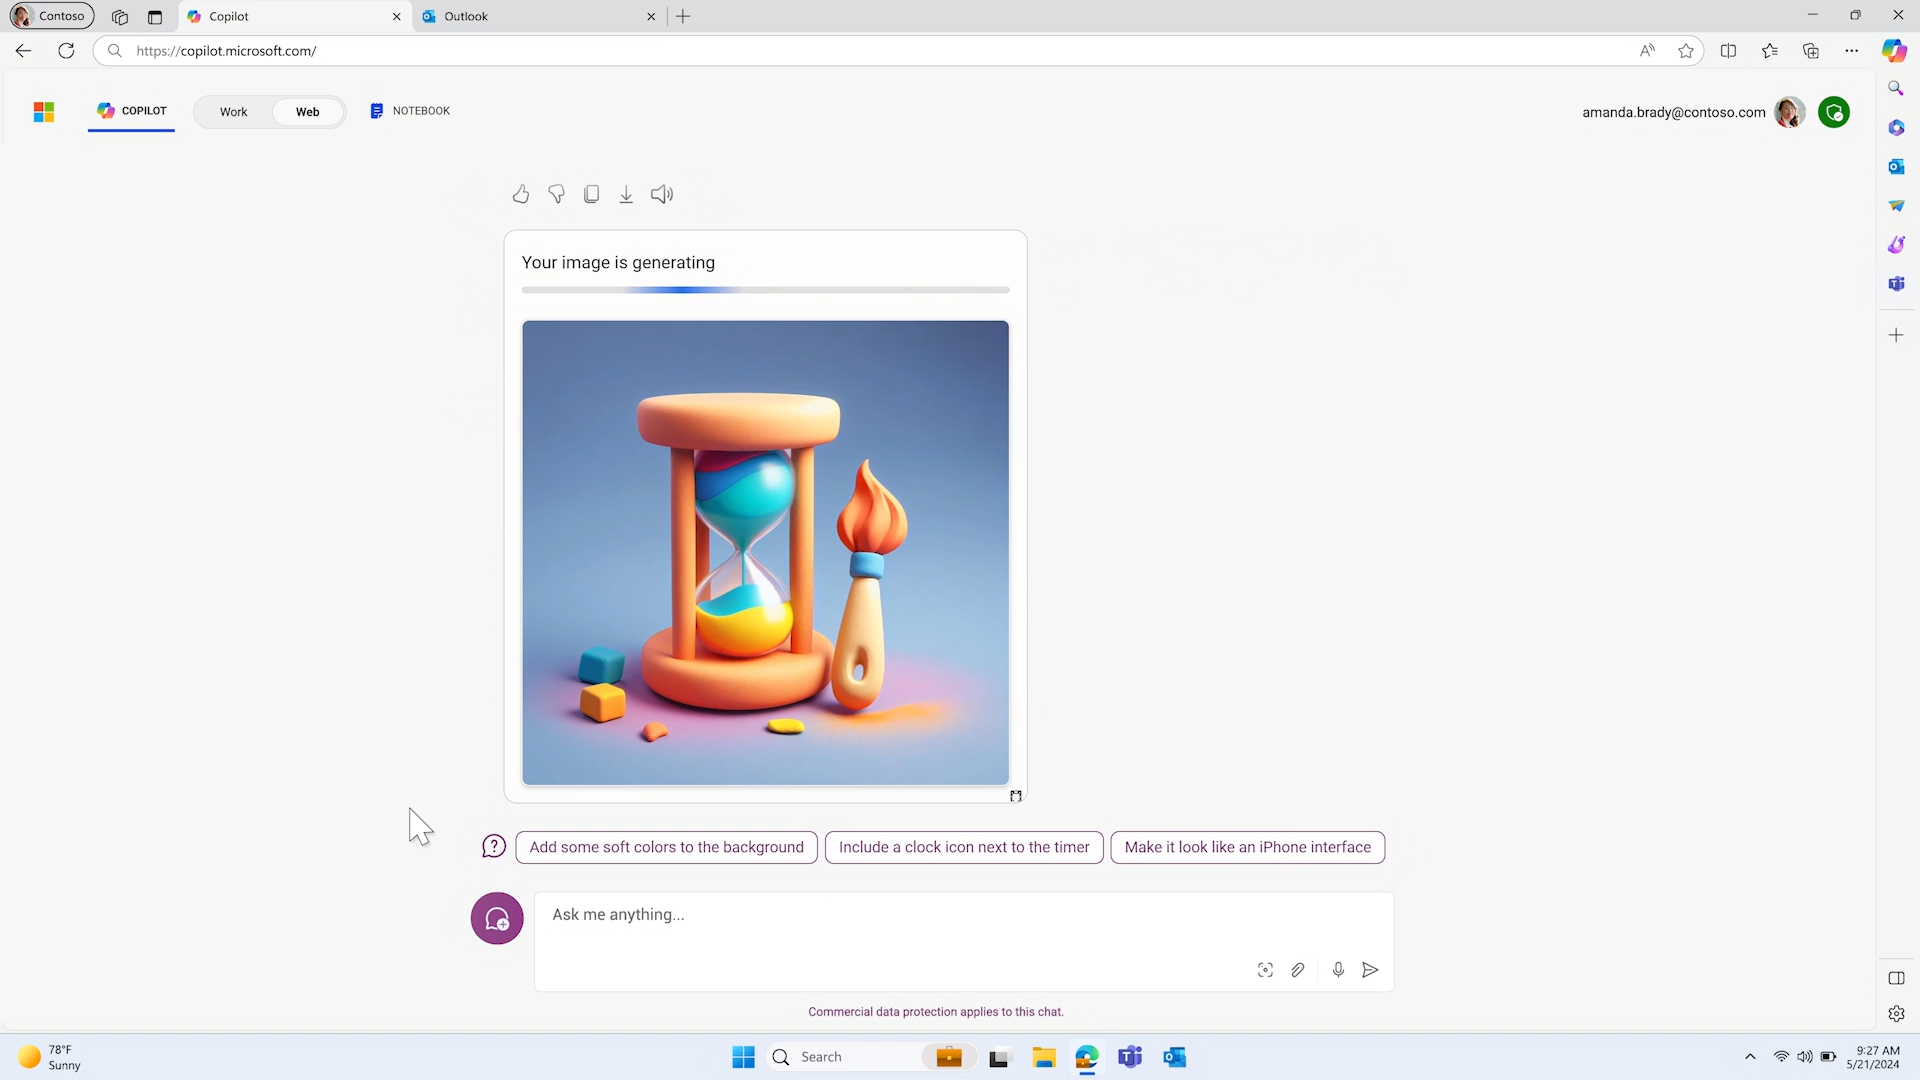 Contoso
Copilot
Outlook
https://copilot.microsoft.com/
COPILOT
Work
Web
NOTEBOOK
amanda.brady@contoso.com
Your image is generating
Add some soft colors to the background
Include a clock icon next to the timer
Make it look like an iPhone interface
Ask me anything...
Commercial data protection applies to this chat.
78°F
Sunny
Search
9:27 AM
5/21/2024